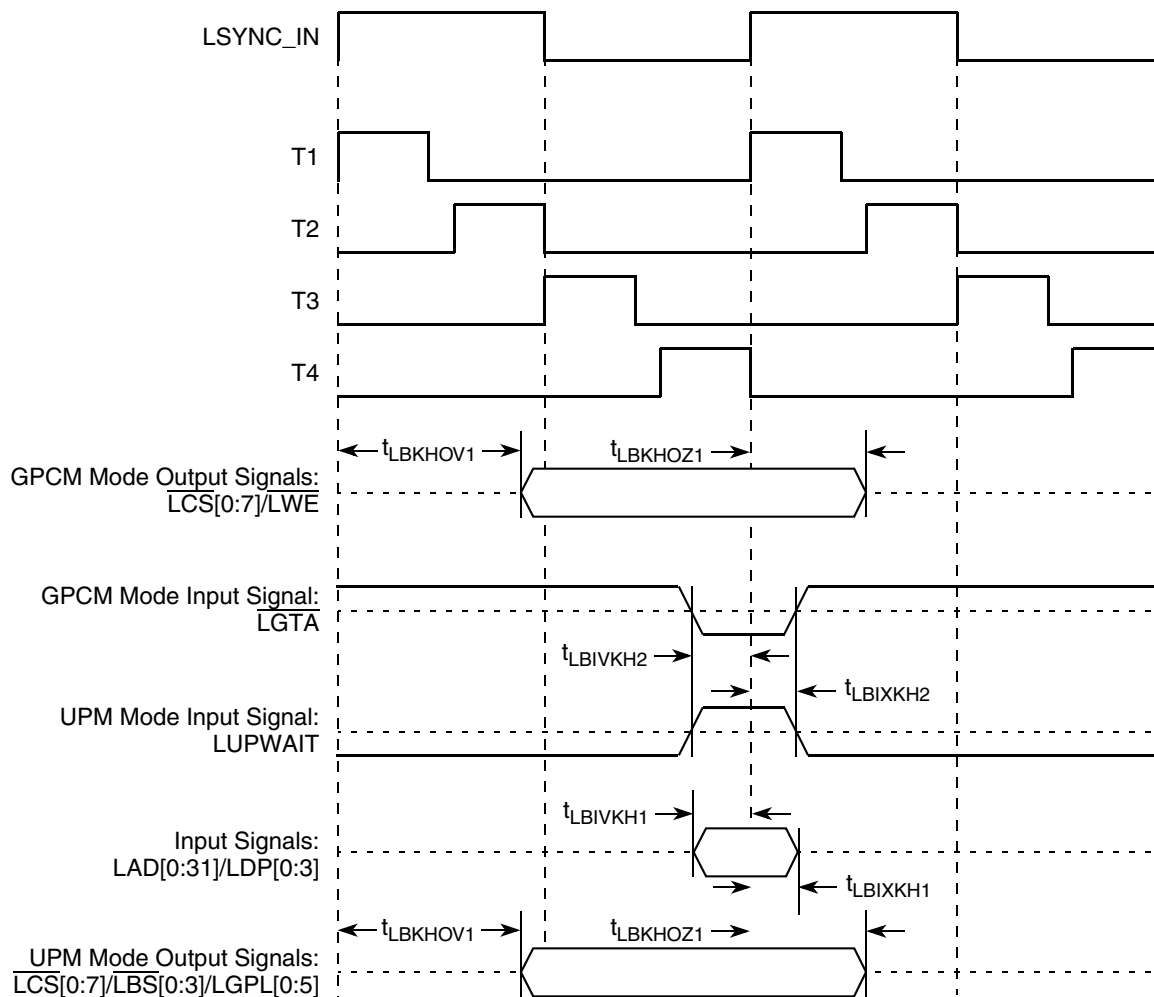 LSYNC_IN
T1
T2
T3
T4
tLBKHOV1
tLBKHOZ1
GPCM Mode Output Signals:
LCS[0:7]/LWE
GPCM Mode Input Signal:
LGTA
tLBIVKH2
tLBIXKH2
UPM Mode Input Signal:
LUPWAIT
tLBIVKH1
Input Signals:
LAD[0:31]/LDP[0:3]
tLBIXKH1
tLBKHOV1
tLBKHOZ1
UPM Mode Output Signals:
LCS[0:7]/LBS[0:3]/LGPL[0:5]